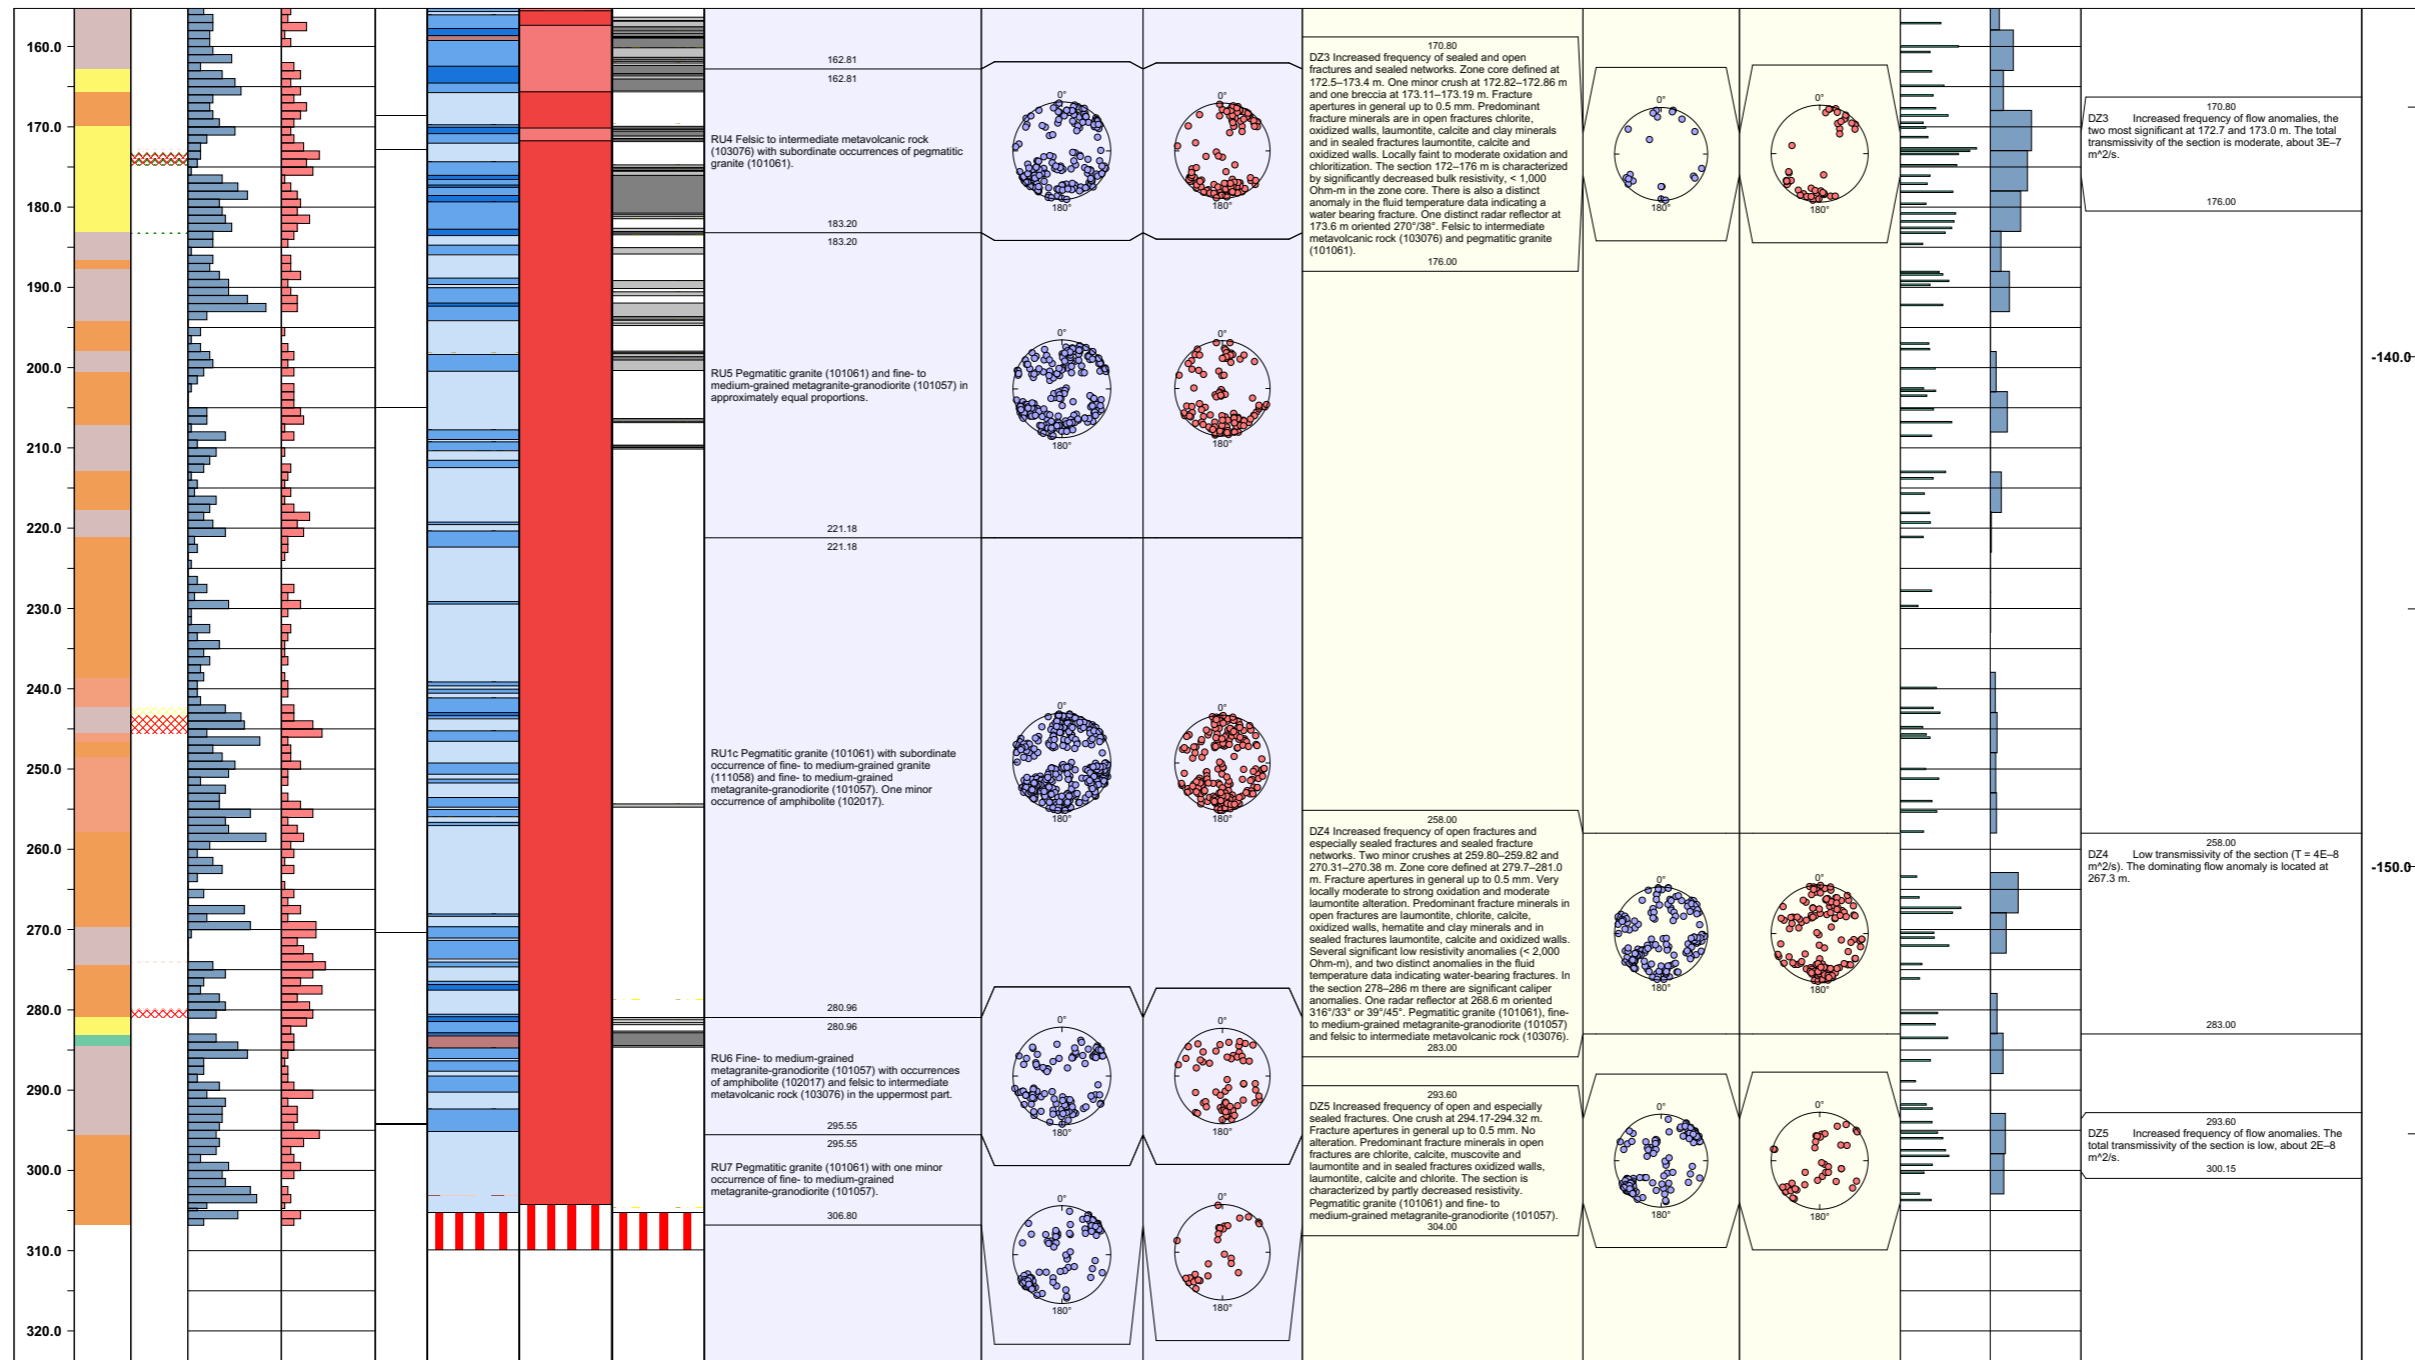 160.0
170.0
180.0
190.0
200.0
210.0
220.0
230.0
240.0
250.0
260.0
270.0
280.0
290.0
300.0
310.0
320.0
162.81
162.81
RU4 Felsic to intermediate metavolcanic rock
(103076) with subordinate occurrences of pegmatitic
granite (101061).
183.20
183.20
RU5 Pegmatitic granite (101061) and fine- to
medium-grained metagranite-granodiorite (101057) in
approximately equal proportions.
221.18
221.18
RU1c Pegmatitic granite (101061) with subordinate
occurrence of fine- to medium-grained granite
(111058) and fine- to medium-grained
metagranite-granodiorite (101057). One minor
occurrence of amphibolite (102017).
280.96
280.96
RU6 Fine- to medium-grained
metagranite-granodiorite (101057) with occurrences
of amphibolite (102017) and felsic to intermediate
metavolcanic rock (103076) in the uppermost part.
295.55
295.55
RU7 Pegmatitic granite (101061) with one minor
occurrence of fine- to medium-grained
metagranite-granodiorite (101057).
306.80
0°
180°
0°
180°
0°
180°
0°
180°
0°
180°
0°
180°
0°
180°
0°
180°
0°
180°
0°
180°
170.80
DZ3 Increased frequency of sealed and open
fractures and sealed networks. Zone core defined at
172.5–173.4 m. One minor crush at 172.82–172.86 m
and one breccia at 173.11–173.19 m. Fracture
apertures in general up to 0.5 mm. Predominant
fracture minerals are in open fractures chlorite,
oxidized walls, laumontite, calcite and clay minerals
and in sealed fractures laumontite, calcite and
oxidized walls. Locally faint to moderate oxidation and
chloritization. The section 172–176 m is characterized
by significantly decreased bulk resistivity, < 1,000
Ohm-m in the zone core. There is also a distinct
anomaly in the fluid temperature data indicating a
water bearing fracture. One distinct radar reflector at
173.6 m oriented 270°/38°. Felsic to intermediate
metavolcanic rock (103076) and pegmatitic granite
(101061).
176.00
258.00
DZ4 Increased frequency of open fractures and
especially sealed fractures and sealed fracture
networks. Two minor crushes at 259.80–259.82 and
270.31–270.38 m. Zone core defined at 279.7–281.0
m. Fracture apertures in general up to 0.5 mm. Very
locally moderate to strong oxidation and moderate
laumontite alteration. Predominant fracture minerals in
open fractures are laumontite, chlorite, calcite,
oxidized walls, hematite and clay minerals and in
sealed fractures laumontite, calcite and oxidized walls.
Several significant low resistivity anomalies (< 2,000
Ohm-m), and two distinct anomalies in the fluid
temperature data indicating water-bearing fractures. In
the section 278–286 m there are significant caliper
anomalies. One radar reflector at 268.6 m oriented
316°/33° or 39°/45°. Pegmatitic granite (101061), fine-
to medium-grained metagranite-granodiorite (101057)
and felsic to intermediate metavolcanic rock (103076).
283.00
293.60
DZ5 Increased frequency of open and especially
sealed fractures. One crush at 294.17-294.32 m.
Fracture apertures in general up to 0.5 mm. No
alteration. Predominant fracture minerals in open
fractures are chlorite, calcite, muscovite and
laumontite and in sealed fractures oxidized walls,
laumontite, calcite and chlorite. The section is
characterized by partly decreased resistivity.
Pegmatitic granite (101061) and fine- to
medium-grained metagranite-granodiorite (101057).
304.00
0°
180°
0°
180°
0°
180°
0°
180°
0°
180°
0°
180°
170.80
DZ3 Increased frequency of flow anomalies, the
two most significant at 172.7 and 173.0 m. The total
transmissivity of the section is moderate, about 3E–7
m^2/s.
176.00
258.00
DZ4 Low transmissivity of the section (T = 4E–8
m^2/s). The dominating flow anomaly is located at
267.3 m.
283.00
293.60
DZ5 Increased frequency of flow anomalies. The
total transmissivity of the section is low, about 2E–8
m^2/s.
300.15
-140.0
-150.0